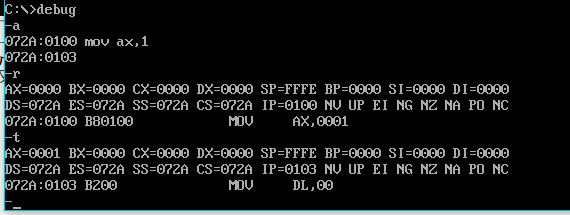 C:\>debug
-a
072A:0100 mov ax,1
072A:0103
-r
AX=0000 BX=0000 CX=0000 DX=0000 SP=FFFE BP=0000 SI=0000 DI=0000
DS=072A ES=072A SS=072A CS=072A IP=0100 NV UP EI NG NZ NA PO NC
072A:0100 B80100 MOV AX,0001
-t
AX=0001 BX=0000 CX=0000 DX=0000 SP=FFFE BP=0000 SI=0000 DI=0000
DS=072A ES=072A SS=072A CS=072A IP=0103 NV UP EI NG NZ NA PO NC
072A:0103 B200 MOV DL,00
-_